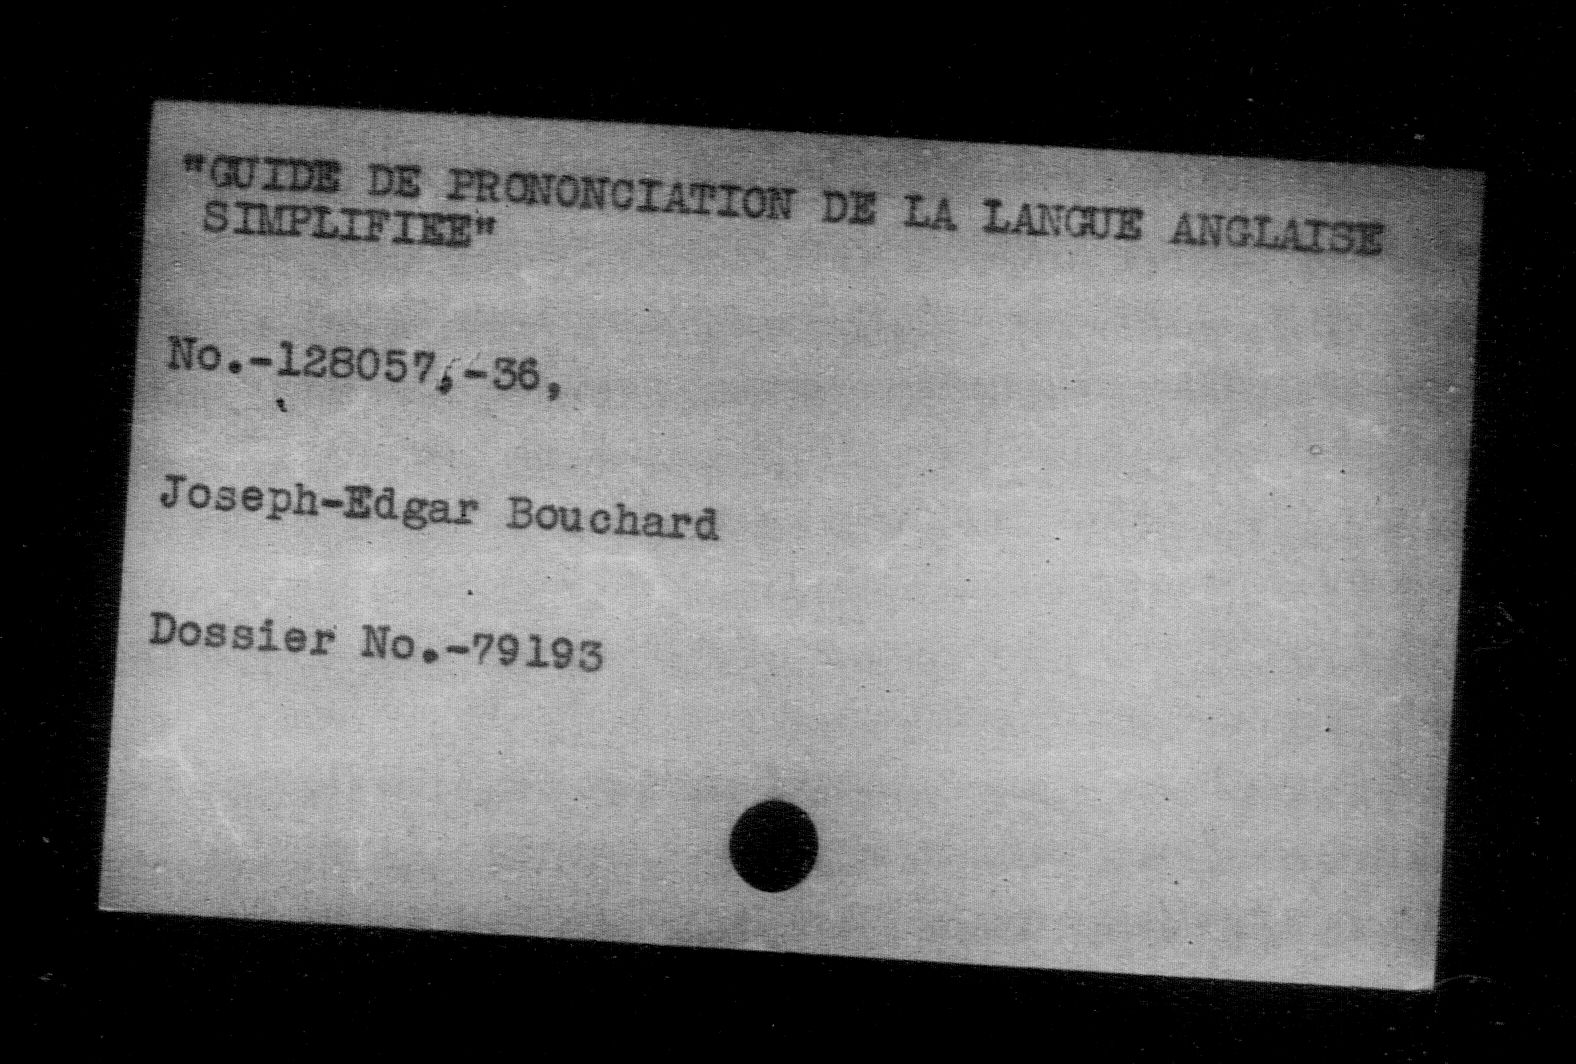 "GUIDE DE PRONONCIATION DE LA LANGUE ANGLAISE
SIMPLIFIEE"
No.-128057,-36,
Joseph-Edgar Bouchard
Dossier No.-79193